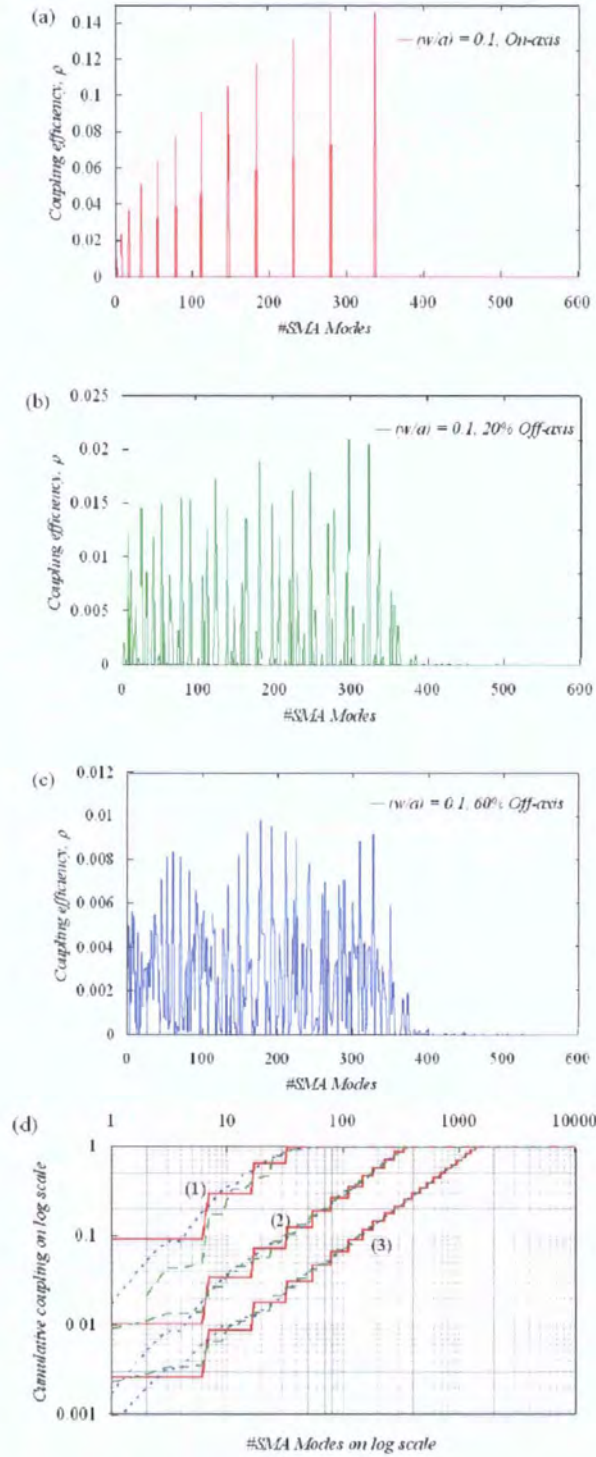 (a)
0.14
0.12
0.1
0.08
0.06
0.04
0.02
0
Coupling efficiency, ρ
(w/a) = 0.1, On-axis
0 100 200 300 400 500 600
#SMA Modes
(b)
0.025
0.02
0.015
0.01
0.005
0
Coupling efficiency, ρ
(w/a) = 0.1, 20% Off-axis
0 100 200 300 400 500 600
#SMA Modes
(c)
0.012
0.01
0.008
0.006
0.004
0.002
0
Coupling efficiency, ρ
(w/a) = 0.1, 60% Off-axis
0 100 200 300 400 500 600
#SMA Modes
(d)
1 10 100 1000 10000
1
0.1
0.01
0.001
Cumulative coupling on log scale
(1)
(2)
(3)
#SMA Modes on log scale